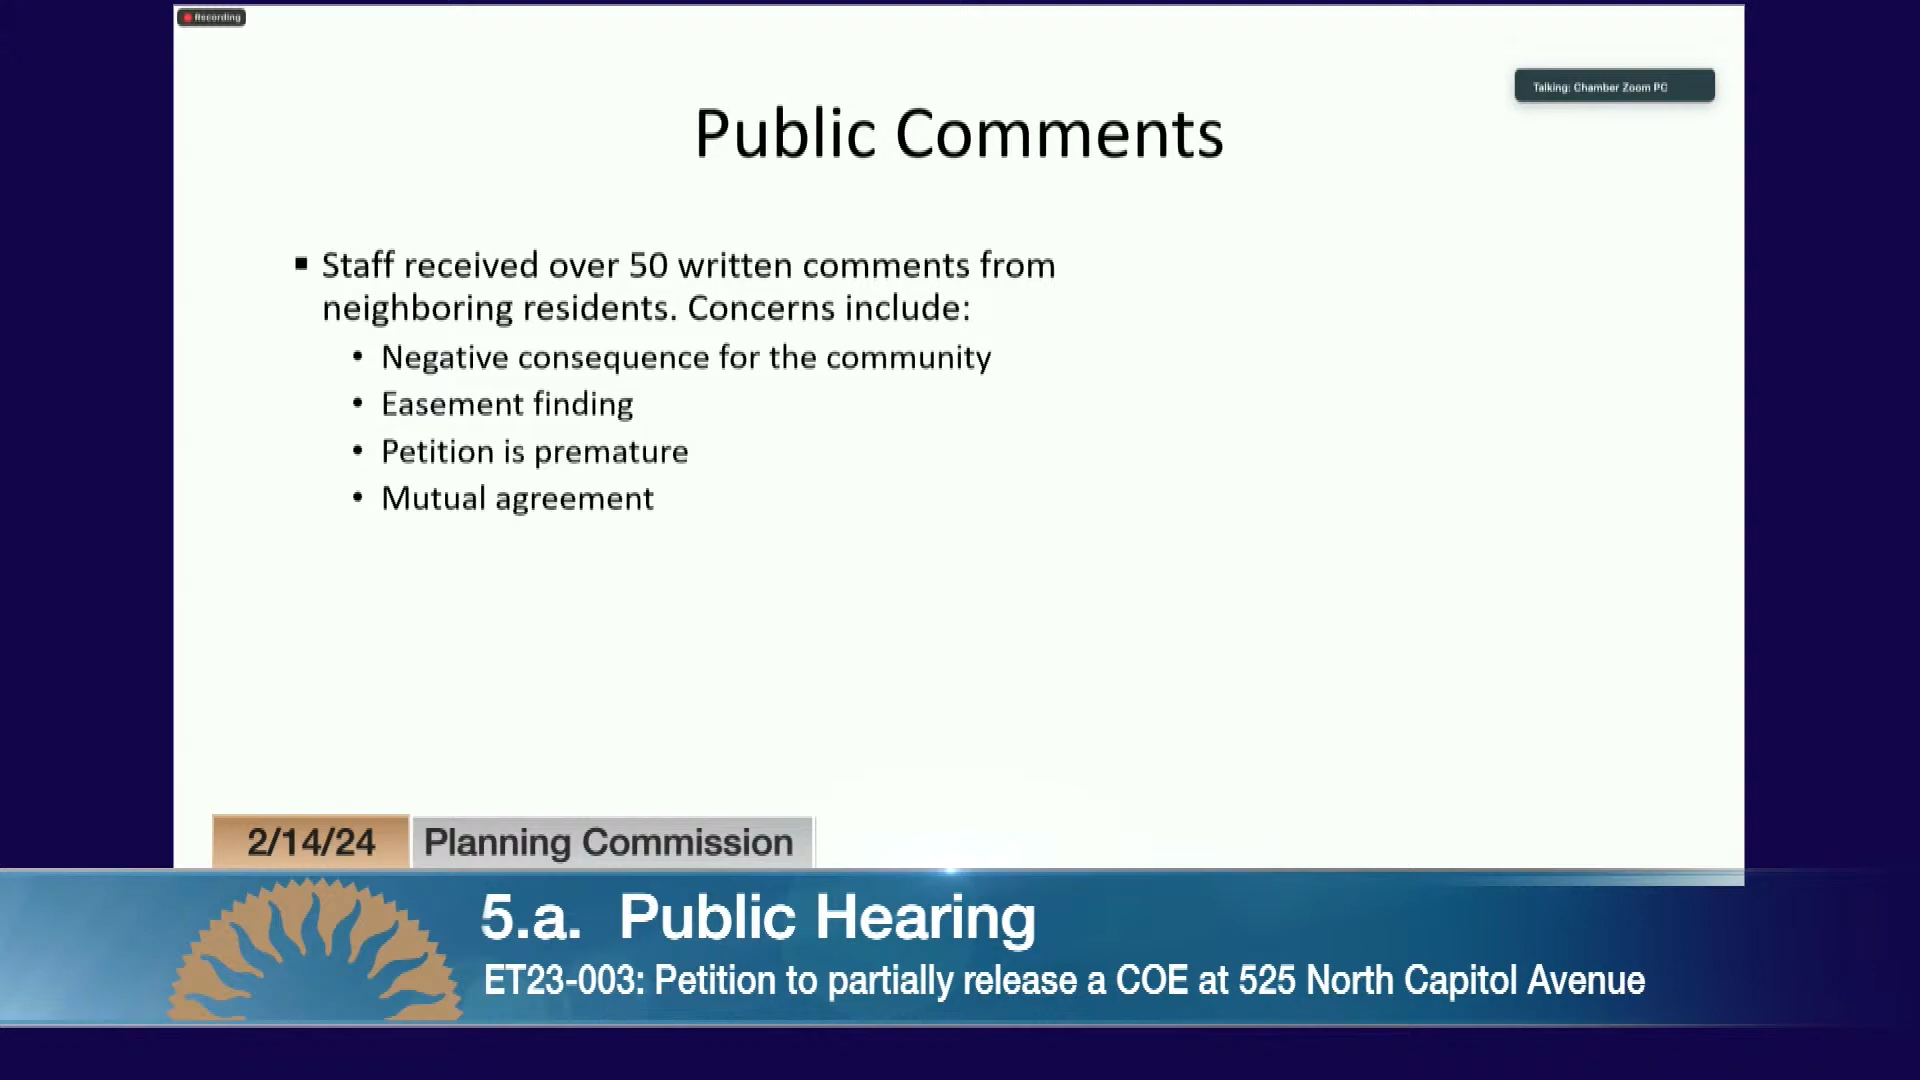 Recording
Talking: Chamber Zoom PC
Public Comments
Staff received over 50 written comments from
neighboring residents. Concerns include:
• Negative consequence for the community
• Easement finding
• Petition is premature
• Mutual agreement
2/14/24 Planning Commission
5.a. Public Hearing
ET23-003: Petition to partially release a COE at 525 North Capitol Avenue